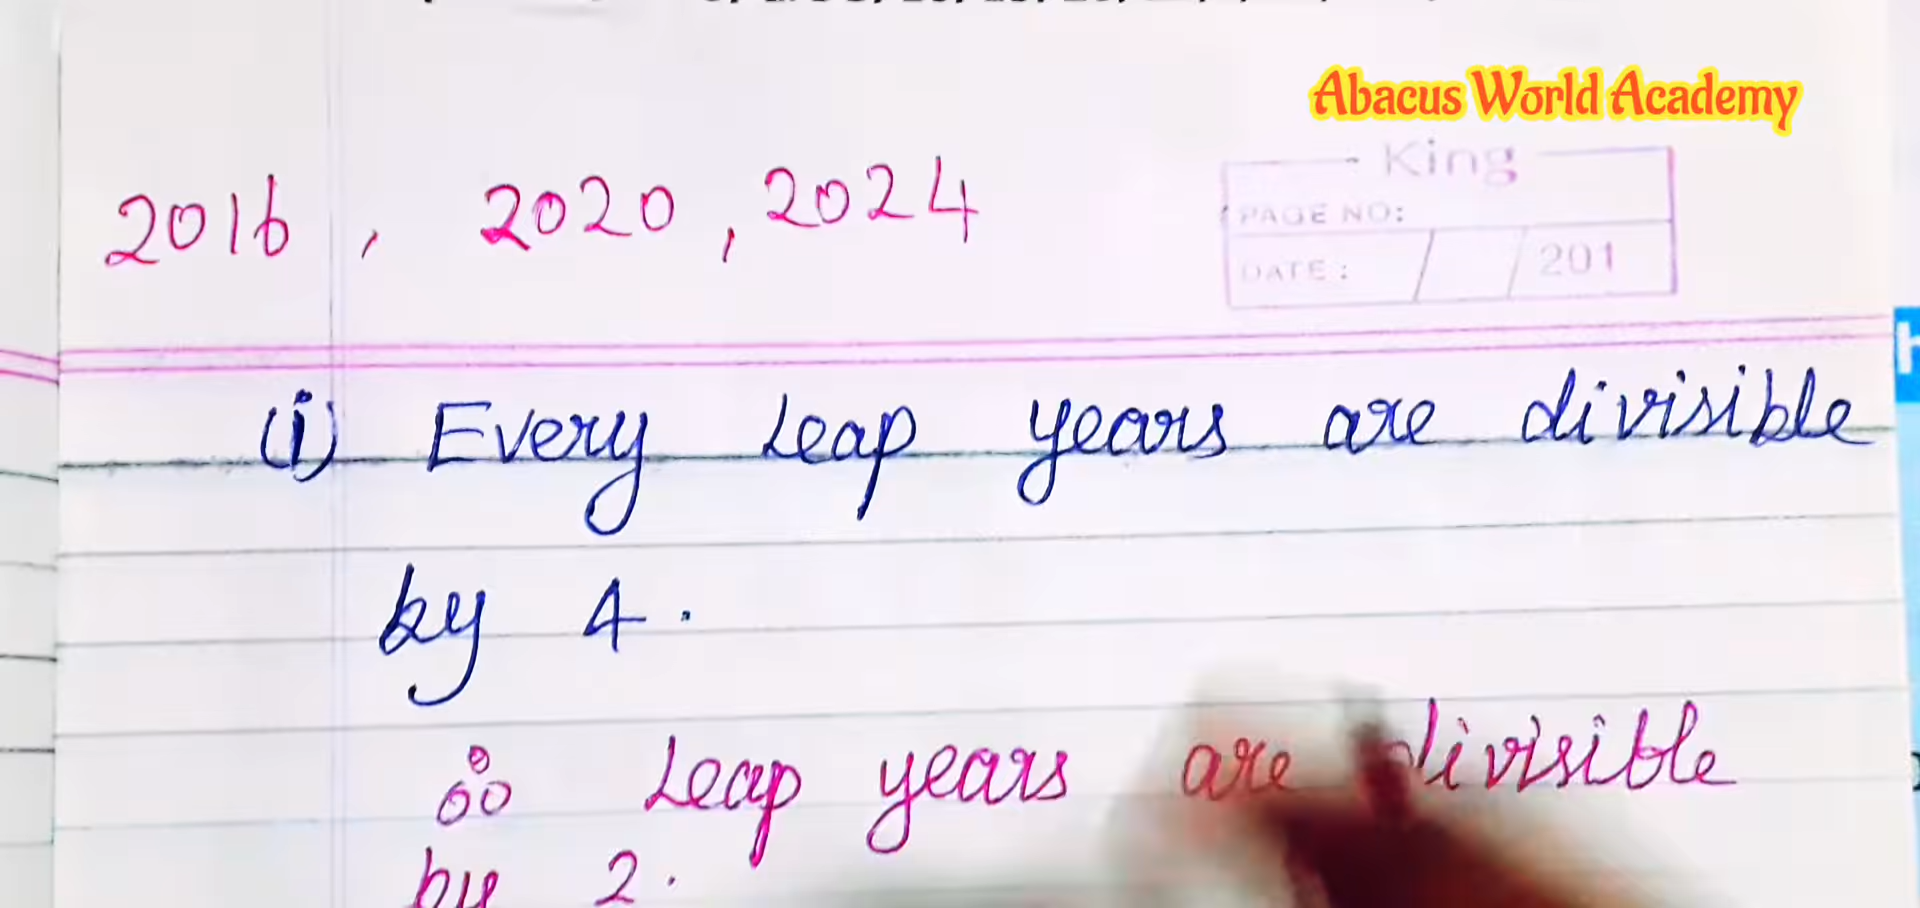 Abacus World Academy
King
PAGE NO:
DATE : / / 201
2016 , 2020 , 2024
(i) Every Leap years are divisible
by 4 .
∴ Leap years are divisible
by 2 .